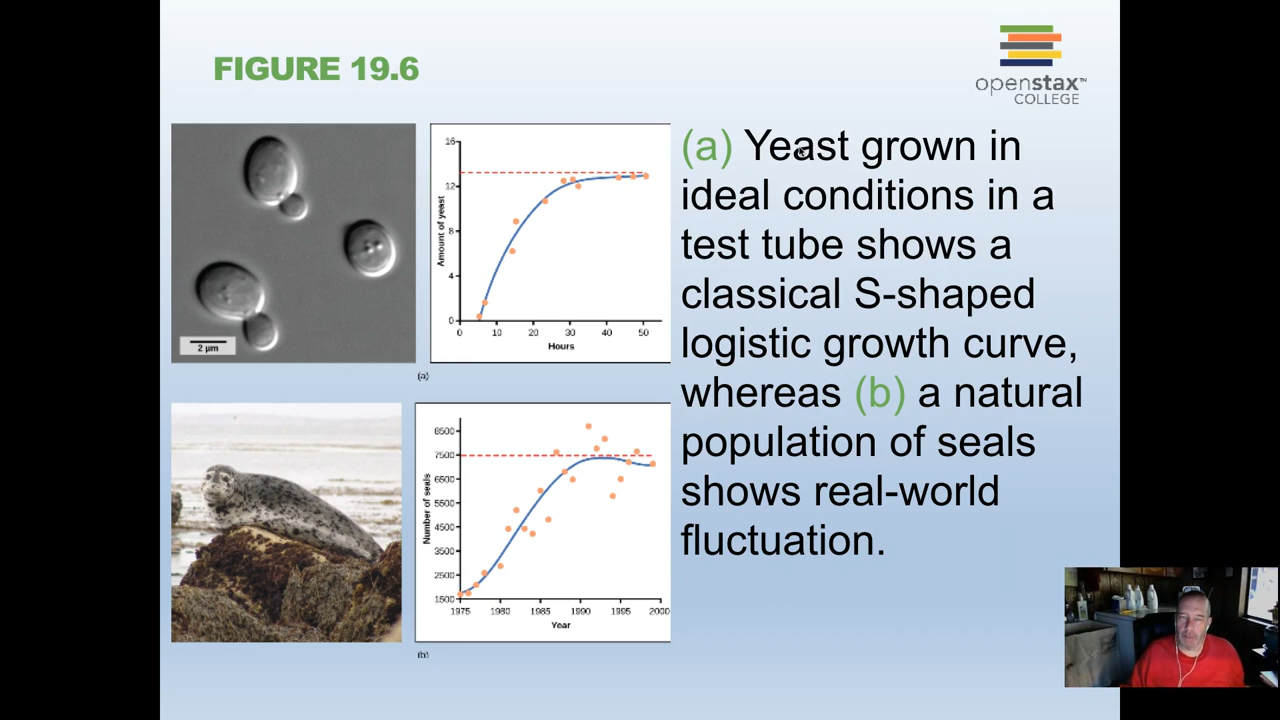 FIGURE 19.6
openstax™
COLLEGE
2 µm
(a)
16
12
8
4
0
Amount of yeast
0 10 20 30 40 50
Hours
(a) Yeast grown in
ideal conditions in a
test tube shows a
classical S-shaped
logistic growth curve,
whereas (b) a natural
population of seals
shows real-world
fluctuation.
8500
7500
6500
5500
4500
3500
2500
1500
Number of seals
1975 1980 1985 1990 1995 2000
Year
(b)